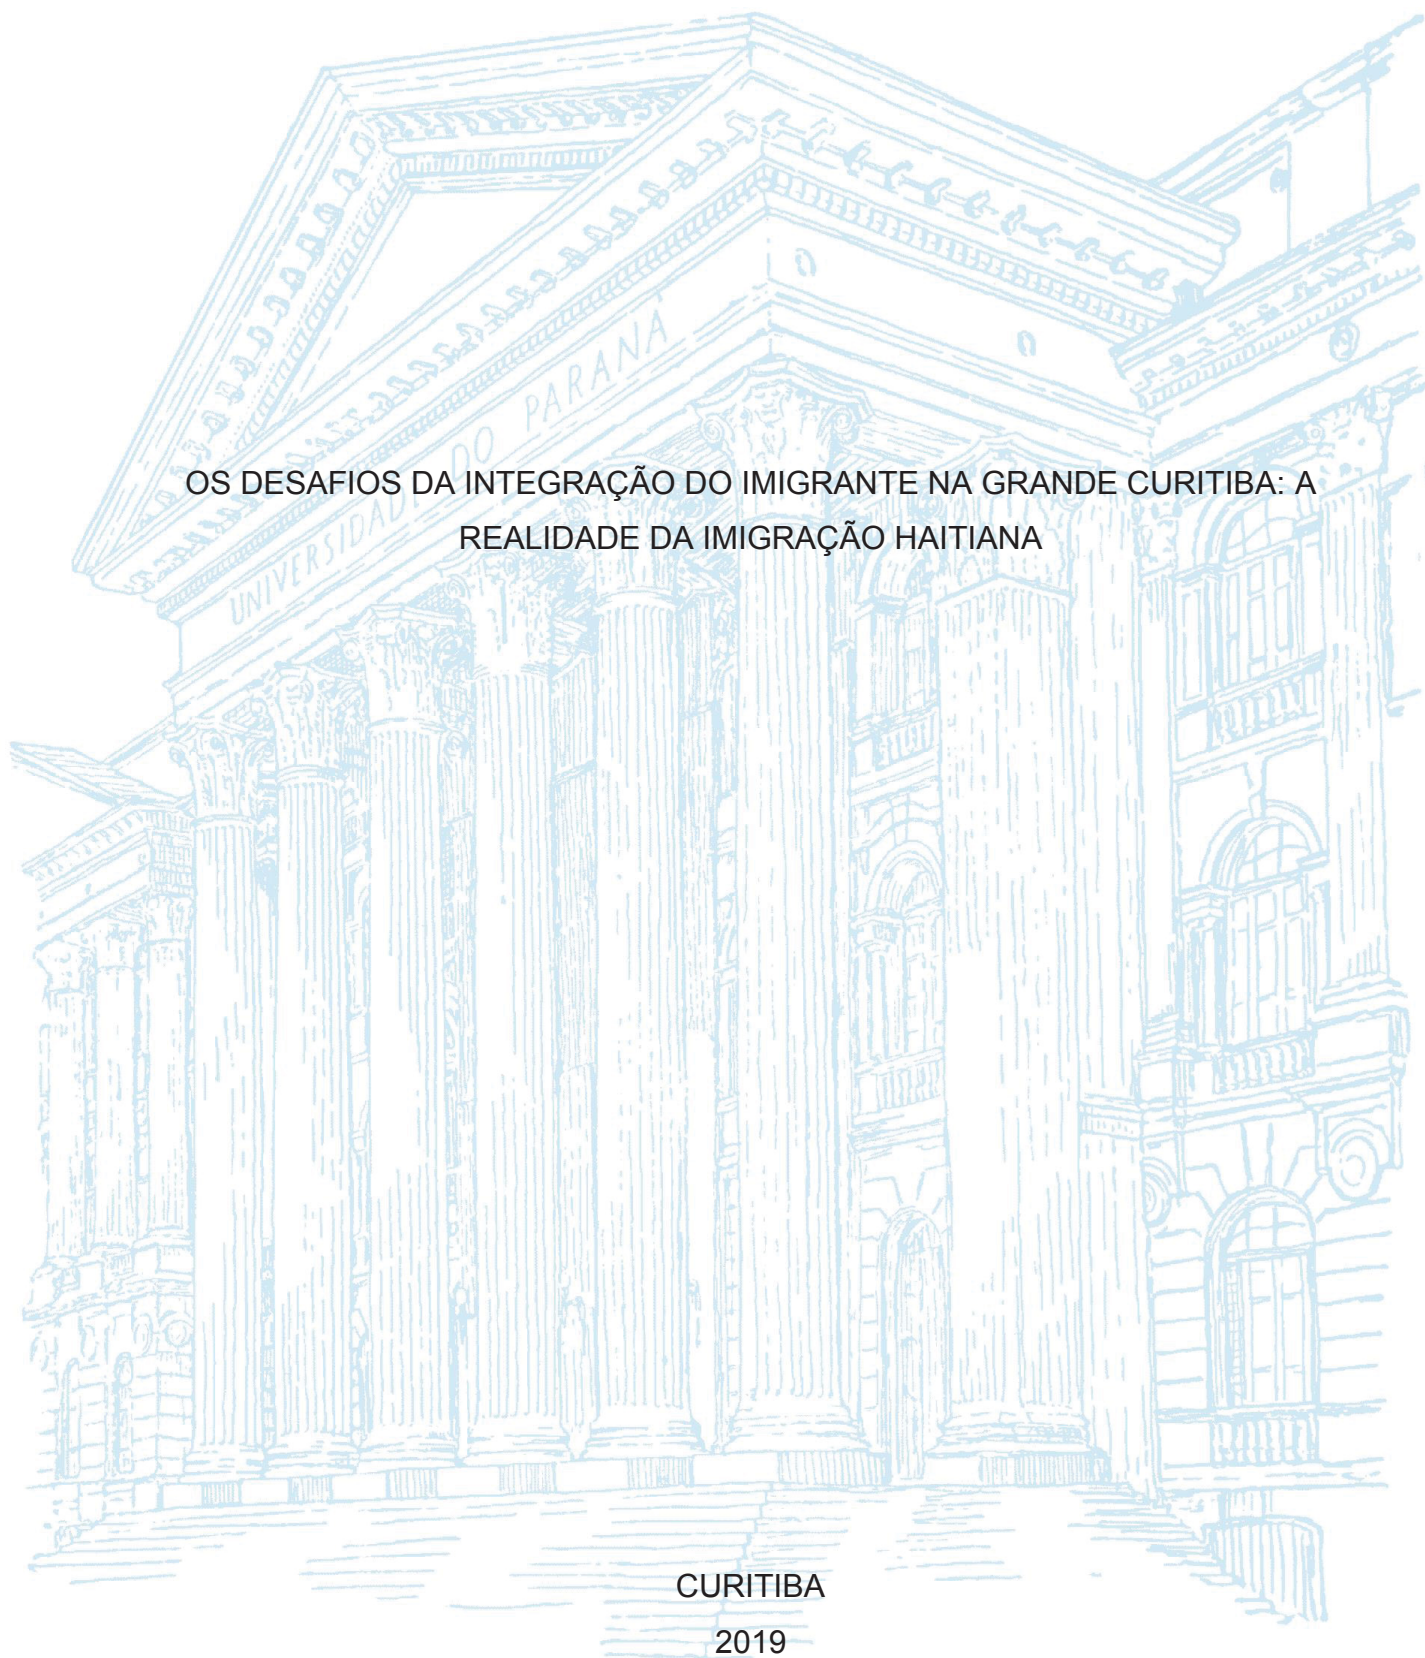 UNIVERSIDADE DO PARANÁ
OS DESAFIOS DA INTEGRAÇÃO DO IMIGRANTE NA GRANDE CURITIBA: A
REALIDADE DA IMIGRAÇÃO HAITIANA
CURITIBA
2019